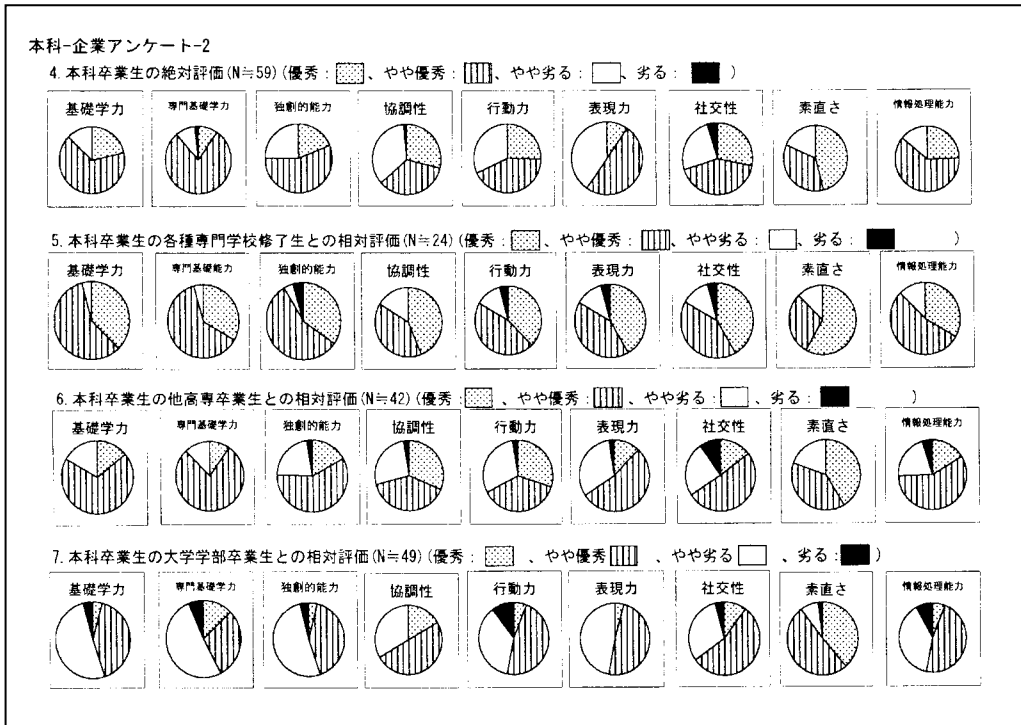 本科-企業アンケート-2
4. 本科卒業生の絶対評価(N≒59)(優秀: 、やや優秀: 、やや劣る: 、劣る: )
基礎学力 専門基礎学力 独創的能力 協調性 行動力 表現力 社交性 素直さ 情報処理能力
5. 本科卒業生の各種専門学校修了生との相対評価(N≒24)(優秀: 、やや優秀: 、やや劣る: 、劣る: )
基礎学力 専門基礎能力 独創的能力 協調性 行動力 表現力 社交性 素直さ 情報処理能力
6. 本科卒業生の他高専卒業生との相対評価(N≒42)(優秀: 、やや優秀: 、やや劣る: 、劣る: )
基礎学力 専門基礎学力 独創的能力 協調性 行動力 表現力 社交性 素直さ 情報処理能力
7. 本科卒業生の大学学部卒業生との相対評価(N≒49)(優秀: 、やや優秀 、やや劣る 、劣る: )
基礎学力 専門基礎学力 独創的能力 協調性 行動力 表現力 社交性 素直さ 情報処理能力